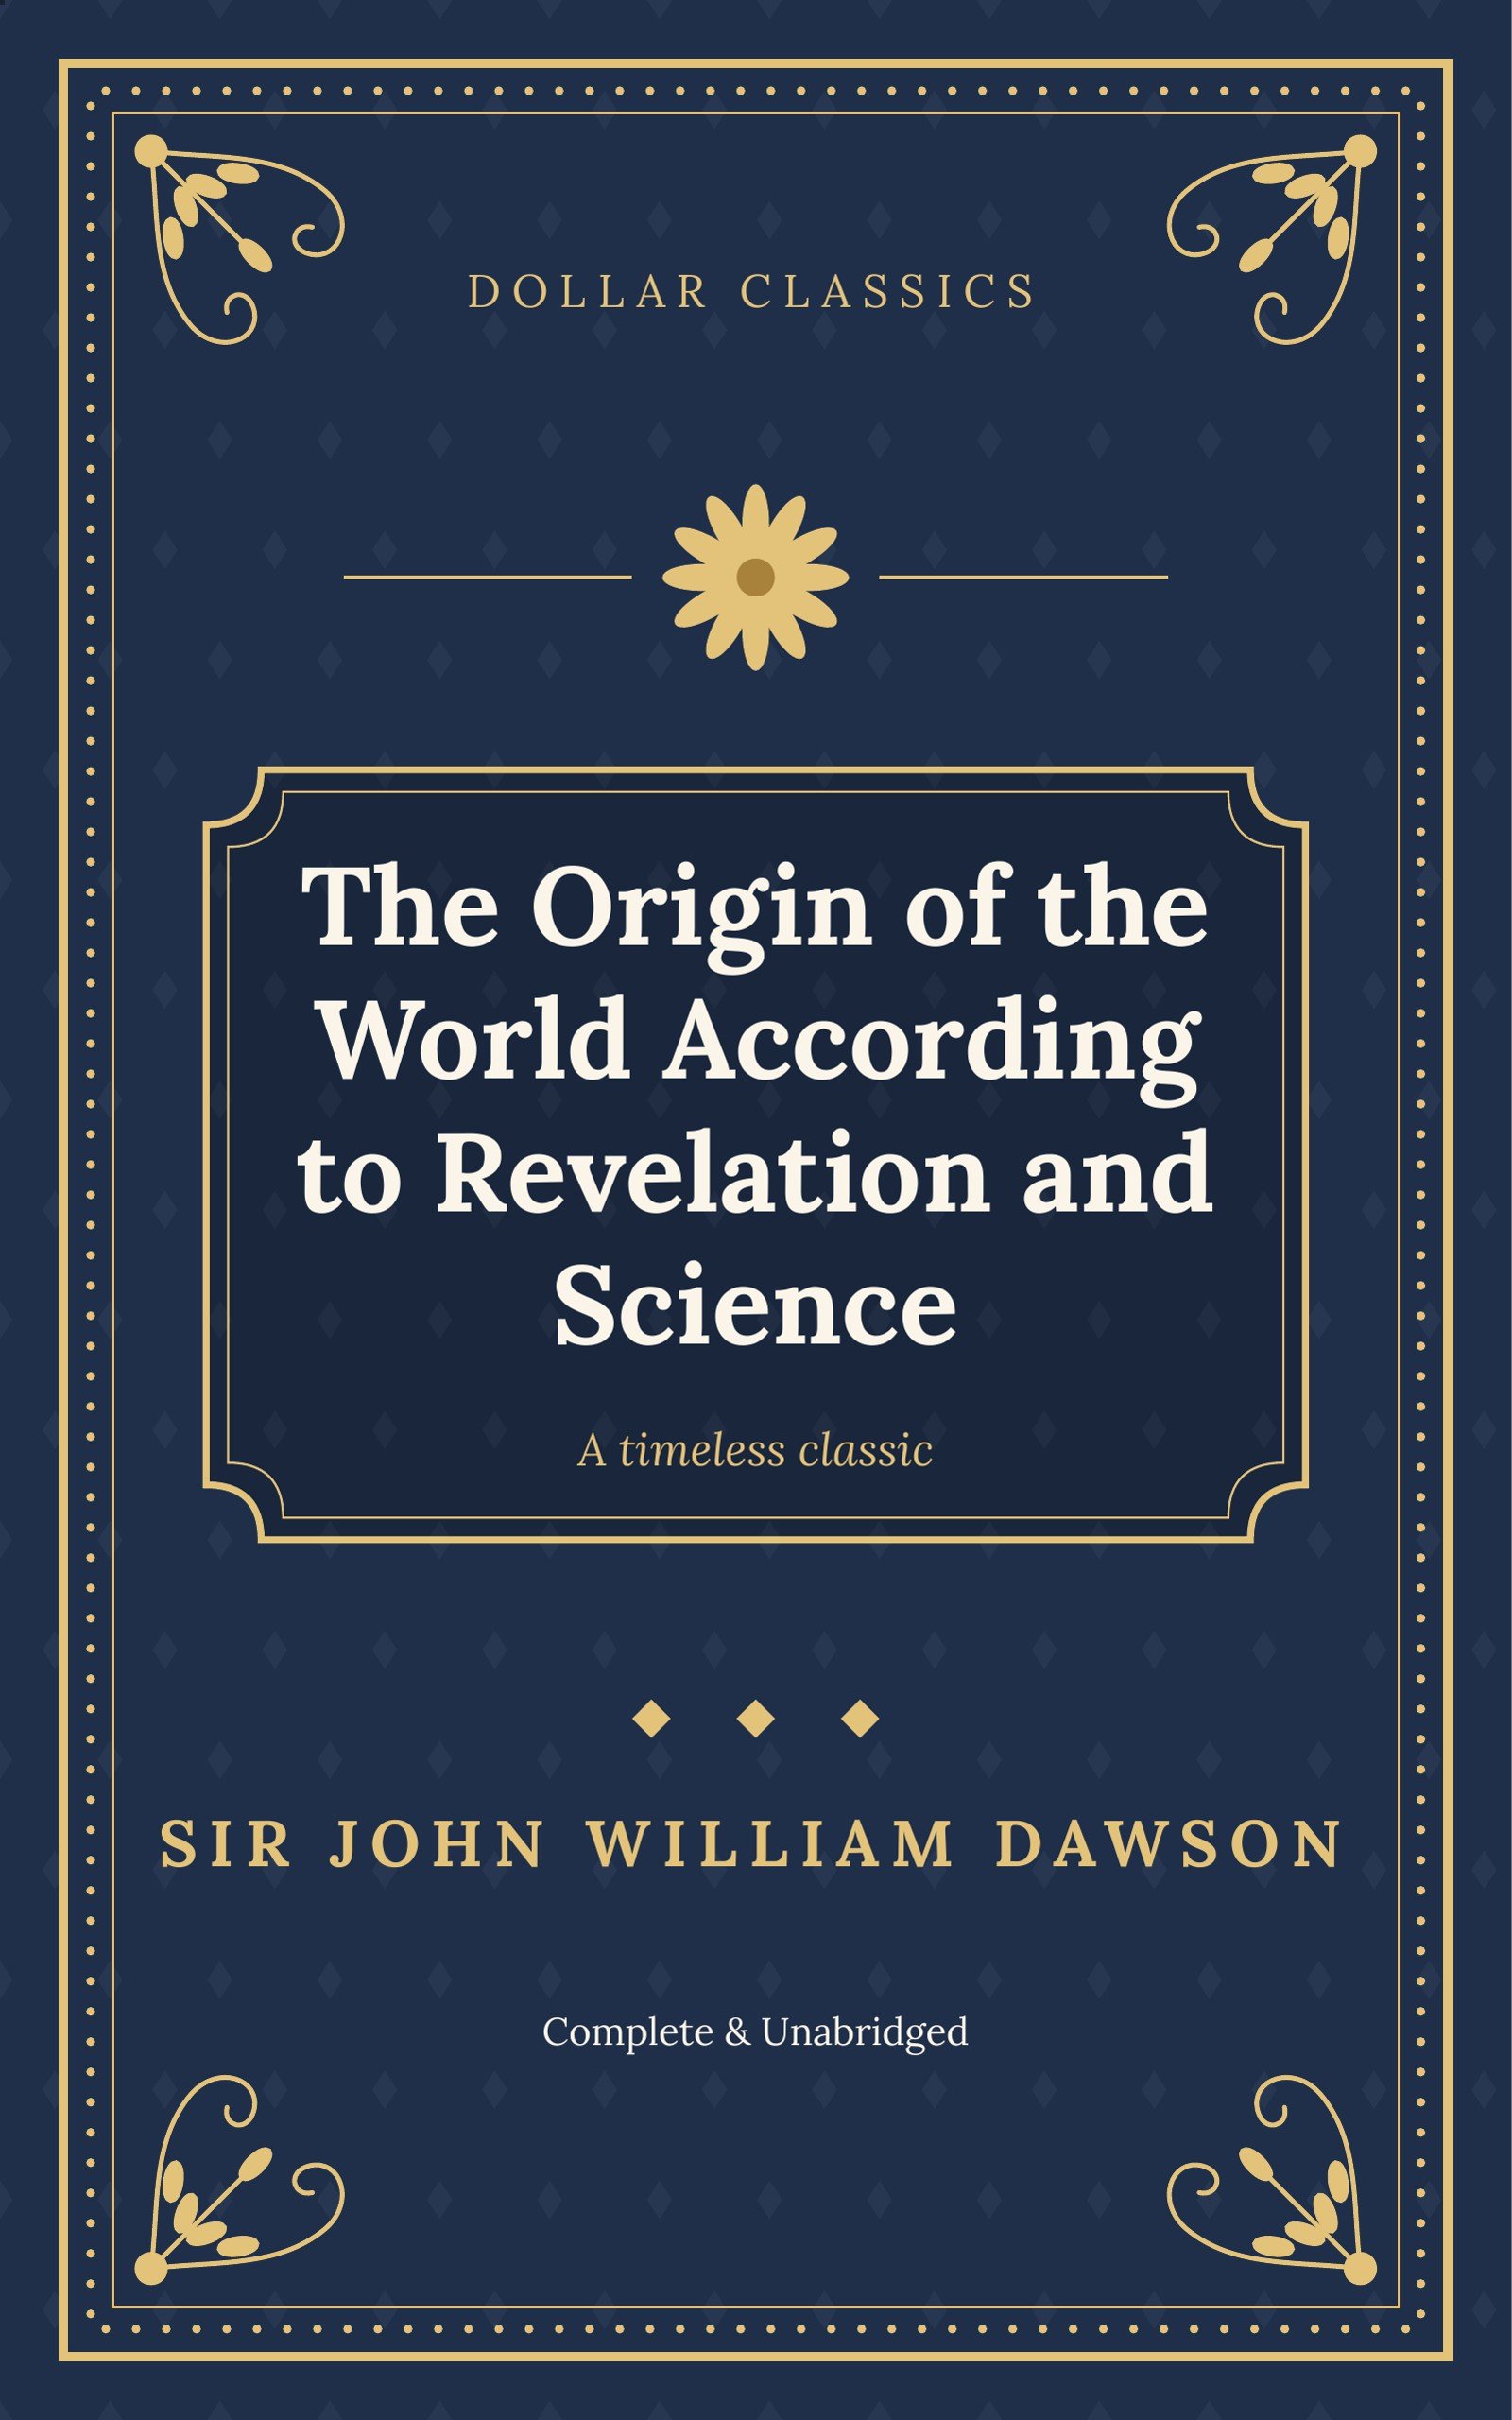 DOLLAR CLASSICS
The Origin of the
World According
to Revelation and
Science
A timeless classic
SIR JOHN WILLIAM DAWSON
Complete & Unabridged